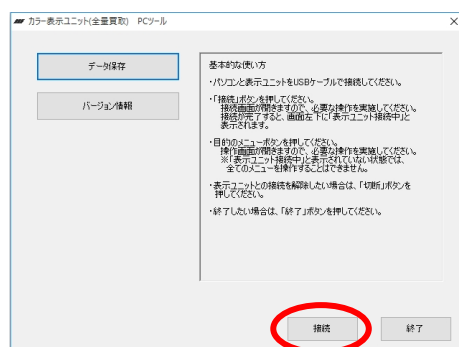 カラー表示ユニット(全量買取) PCツール
データ保存
バージョン情報
基本的な使い方
・パソコンと表示ユニットをUSBケーブルで接続してください。
・「接続」ボタンを押してください。
接続画面が開きますので、必要な操作を実施してください。
接続が完了すると、画面左下に「表示ユニット接続中」と
表示されます。
・目的のメニューボタンを押してください。
操作画面が開きますので、必要な操作を実施してください。
※「表示ユニット接続中」と表示されていない状態では、
全てのメニューを操作することはできません。
・表示ユニットとの接続を解除したい場合は、「切断」ボタンを
押してください。
・終了したい場合は、「終了」ボタンを押してください。
接続
終了